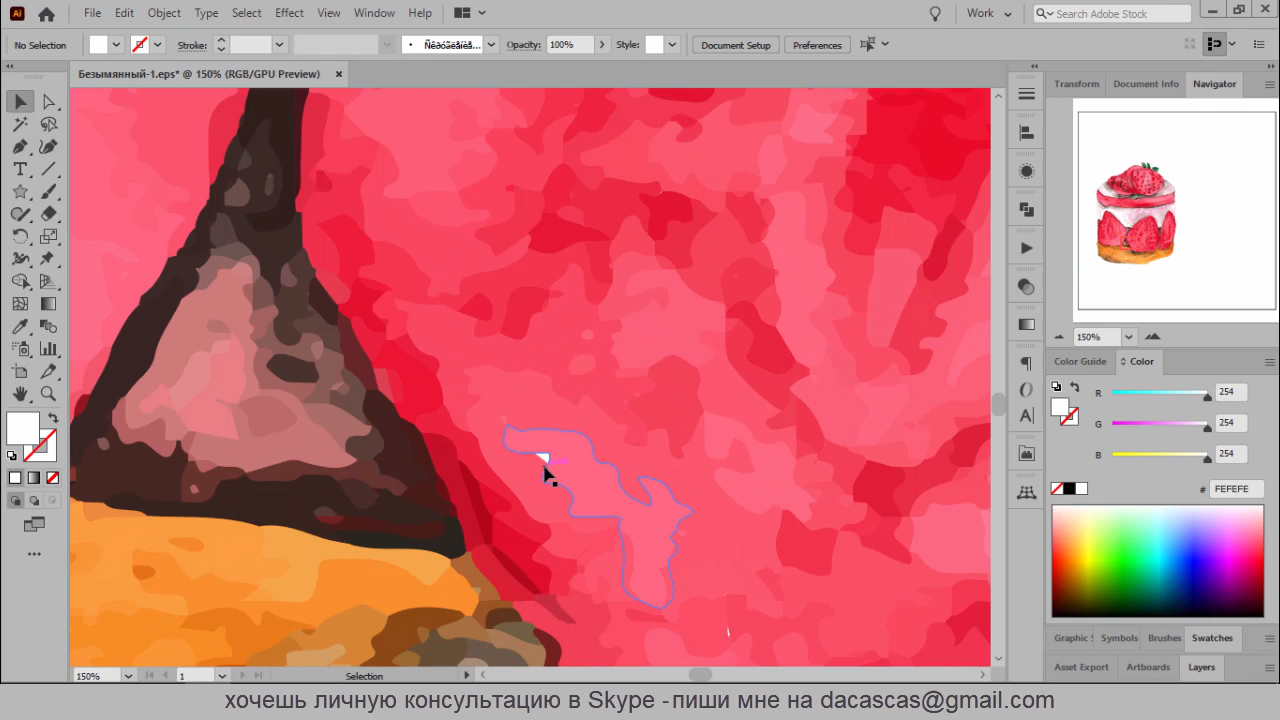 Ai File Edit Object Type Select Effect View Window Help Work Search Adobe Stock
No Selection Stroke: Opacity: 100% Style: Document Setup Preferences
Безымянный-1.eps* @ 150% (RGB/GPU Preview)
Transform Document Info Navigator
150%
Color Guide Color
R 254
G 254
B 254
# FEFEFE
Graphic S Symbols Brushes Swatches
Asset Export Artboards Layers
150% 1 Selection
хочешь личную консультацию в Skype -пиши мне на dacascas@gmail.com